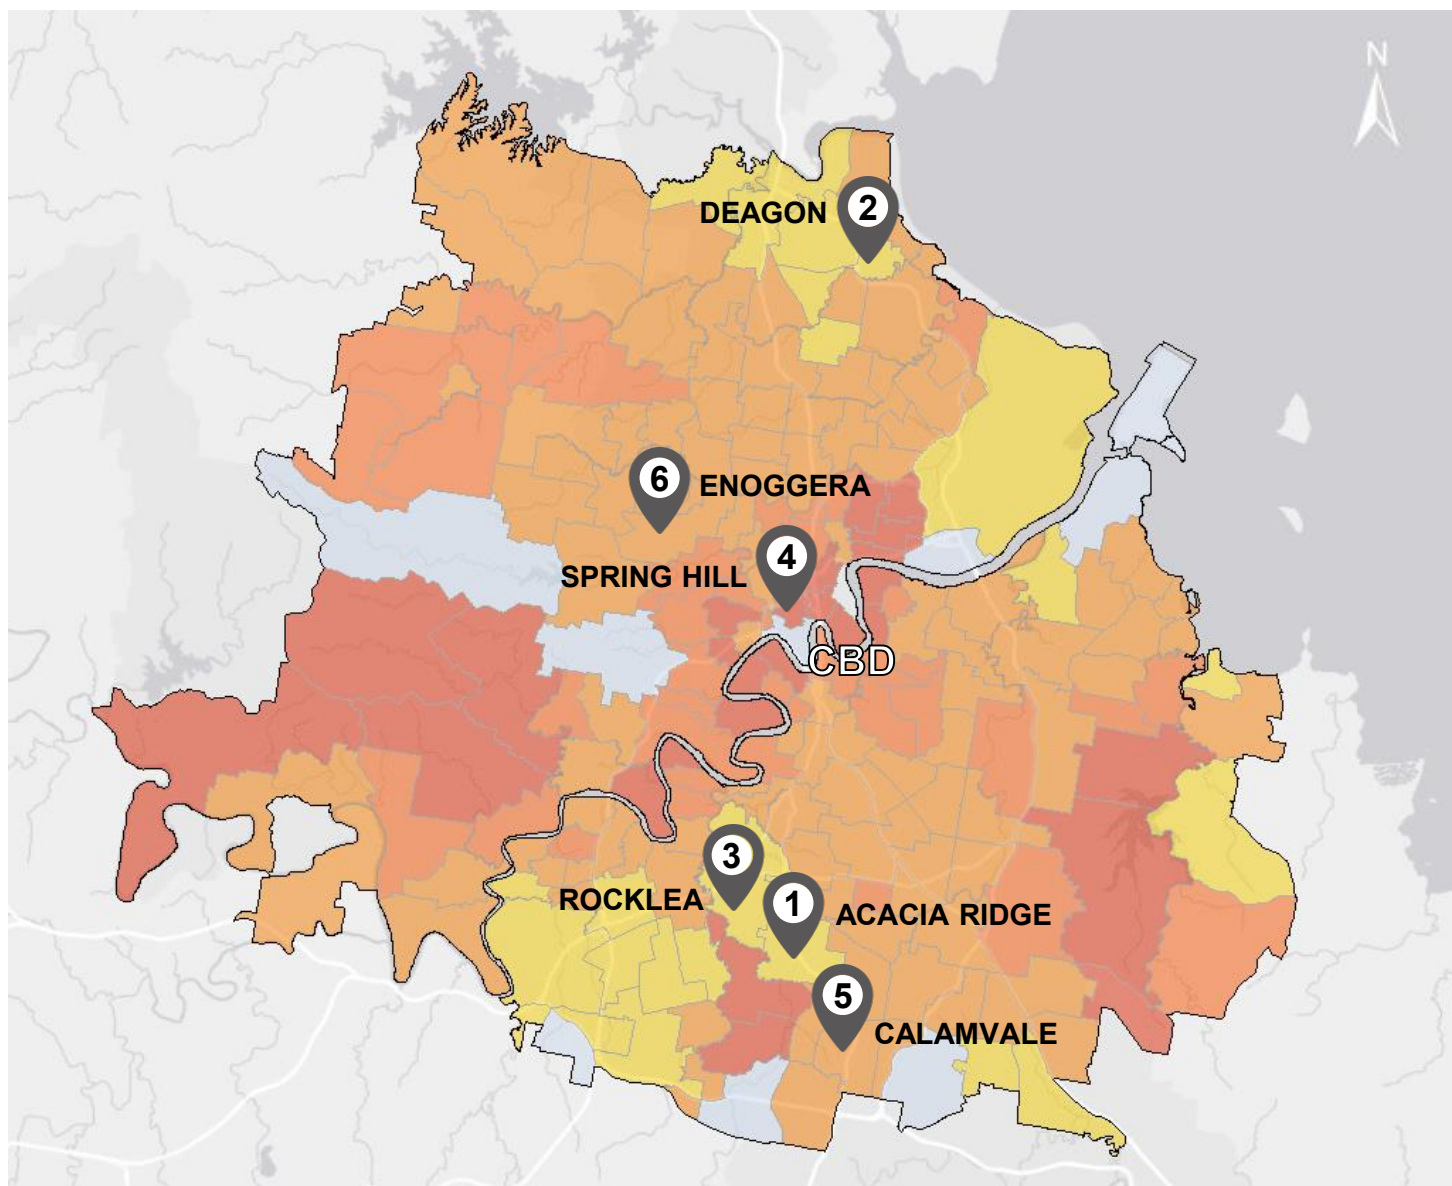 N
DEAGON 2
6 ENOGGERA
4
SPRING HILL
CBD
3
ROCKLEA
1
ACACIA RIDGE
5
CALAMVALE